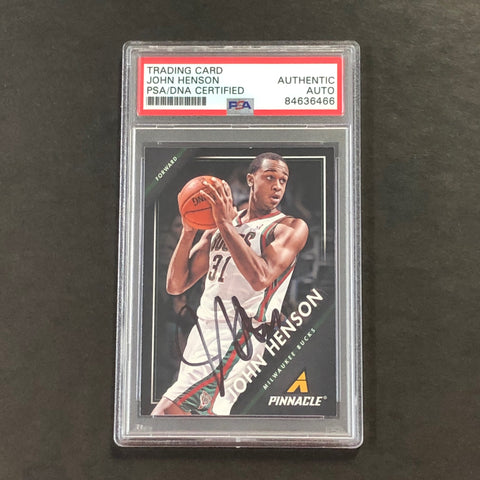 TRADING CARD
JOHN HENSON
PSA/DNA CERTIFIED
AUTHENTIC
AUTO
84636466
PSA
FORWARD
31
JOHN HENSON
MILWAUKEE BUCKS
PINNACLE